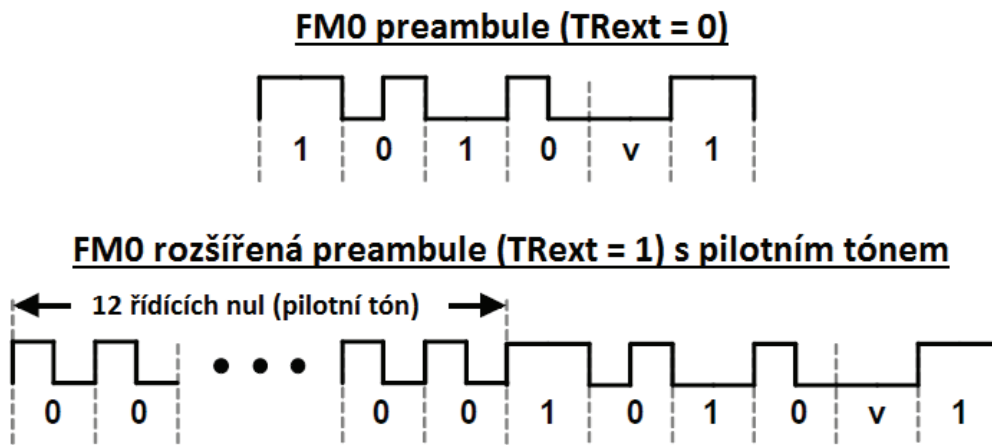 FM0 preambule (TRext = 0)
1 0 1 0 v 1
FM0 rozšířená preambule (TRext = 1) s pilotním tónem
12 řídících nul (pilotní tón)
0 0 0 0 1 0 1 0 v 1